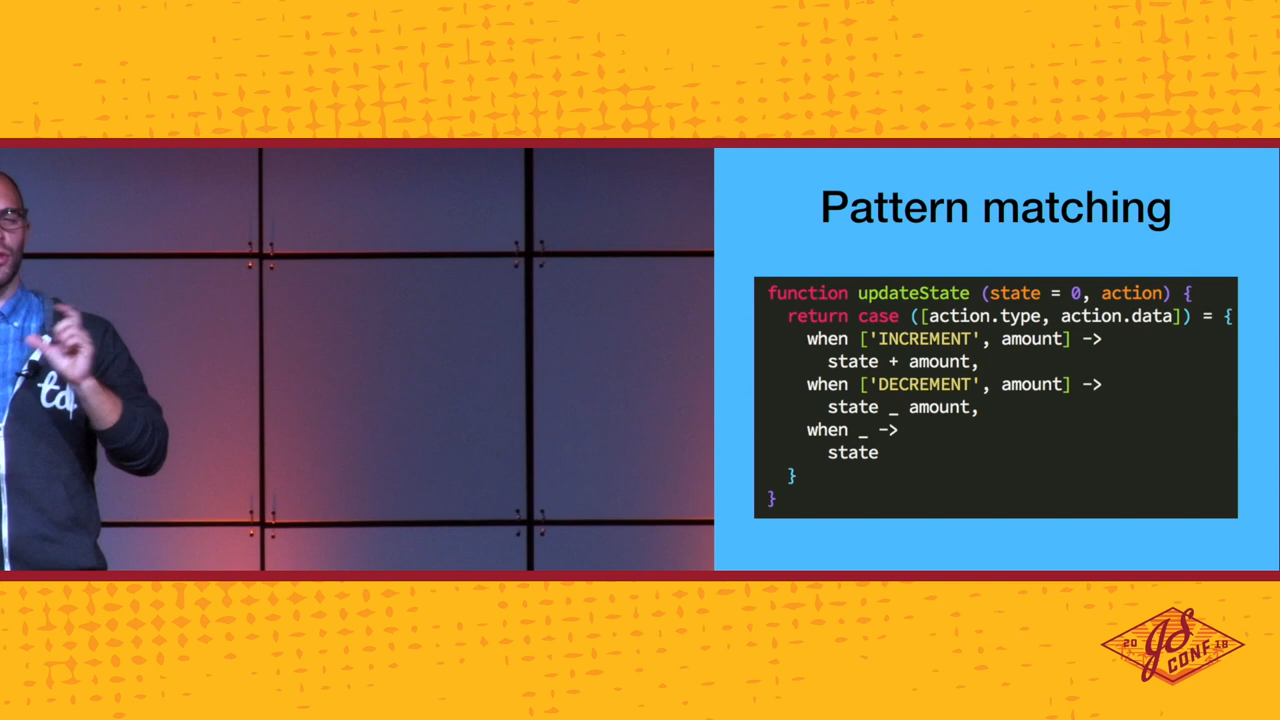 Pattern matching
function updateState (state = 0, action) {
return case ([action.type, action.data]) = {
when ['INCREMENT', amount] ->
state + amount,
when ['DECREMENT', amount] ->
state _ amount,
when _ ->
state
}
}
20 JS 18
CONF